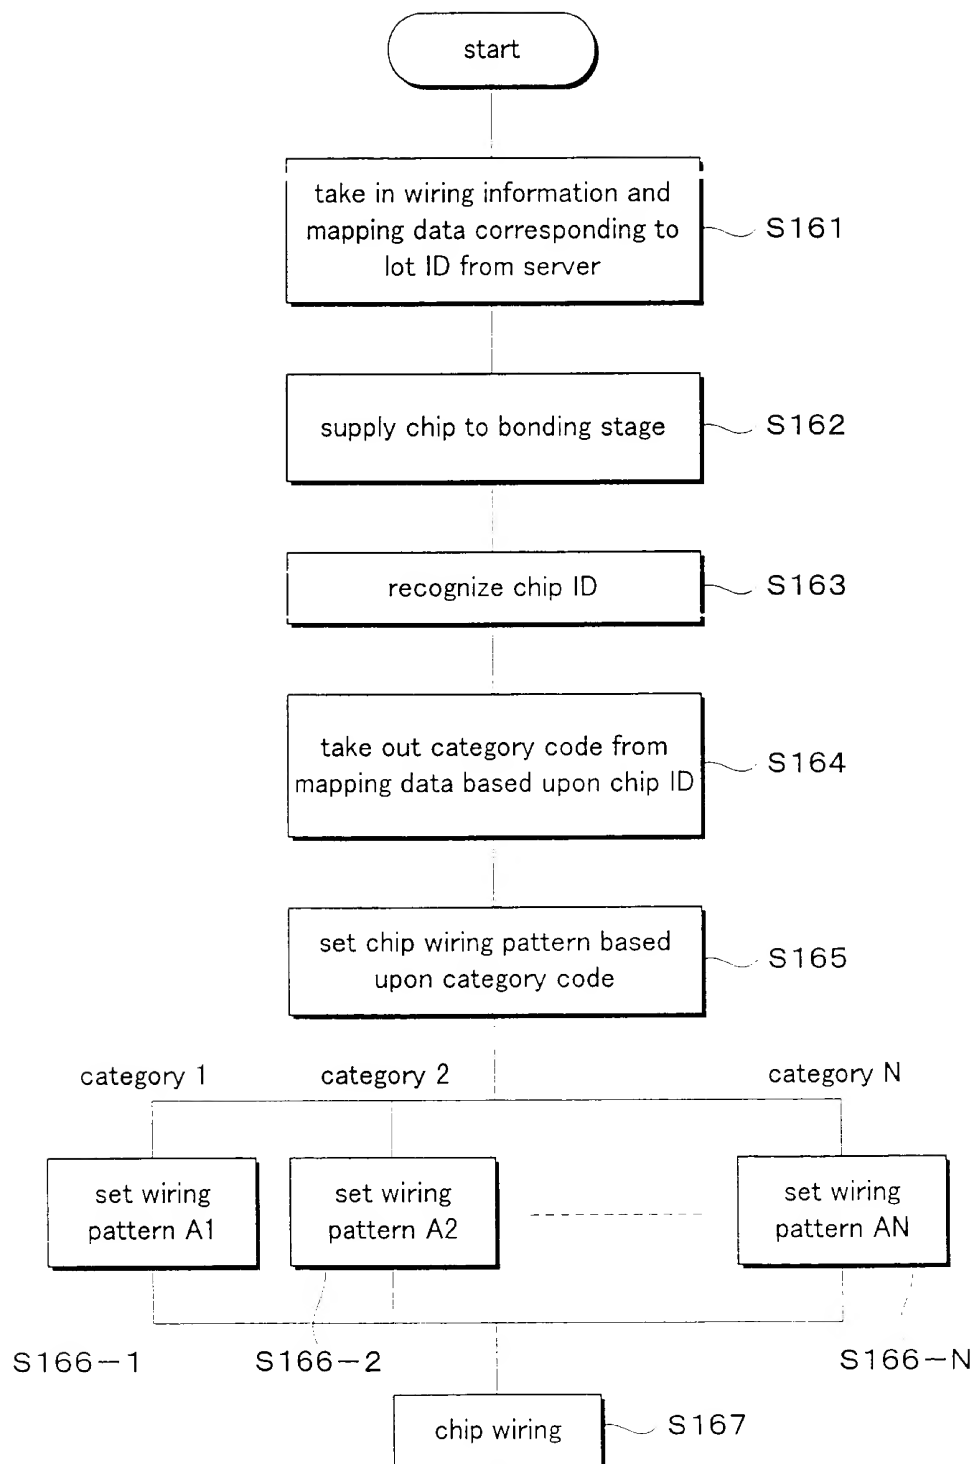 start
take in wiring information and
mapping data corresponding to
lot ID from server
S161
supply chip to bonding stage
S162
recognize chip ID
S163
take out category code from
mapping data based upon chip ID
S164
set chip wiring pattern based
upon category code
S165
category 1
category 2
category N
set wiring
pattern A1
set wiring
pattern A2
set wiring
pattern AN
S166-1
S166-2
S166-N
chip wiring
S167